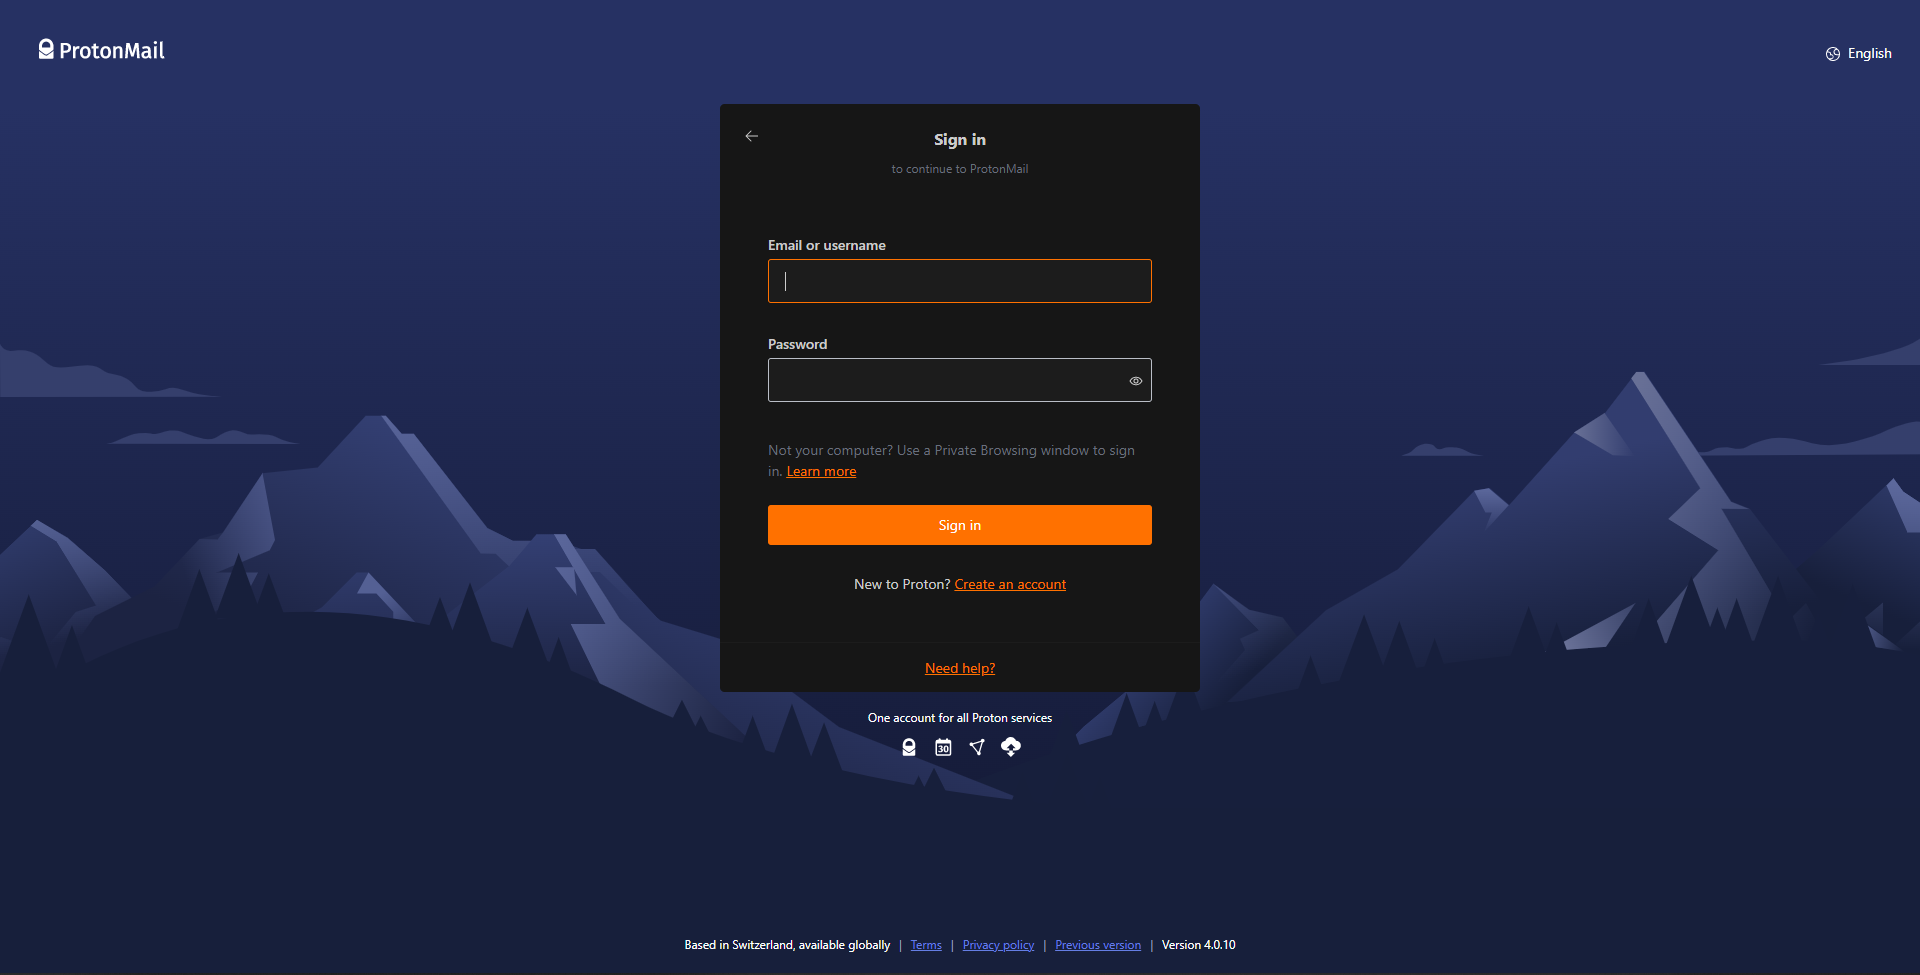 ProtonMail
English
Sign in
to continue to ProtonMail
Email or username
Password
Not your computer? Use a Private Browsing window to sign
in. Learn more
Sign in
New to Proton? Create an account
Need help?
One account for all Proton services
30
Based in Switzerland, available globally | Terms | Privacy policy | Previous version | Version 4.0.10